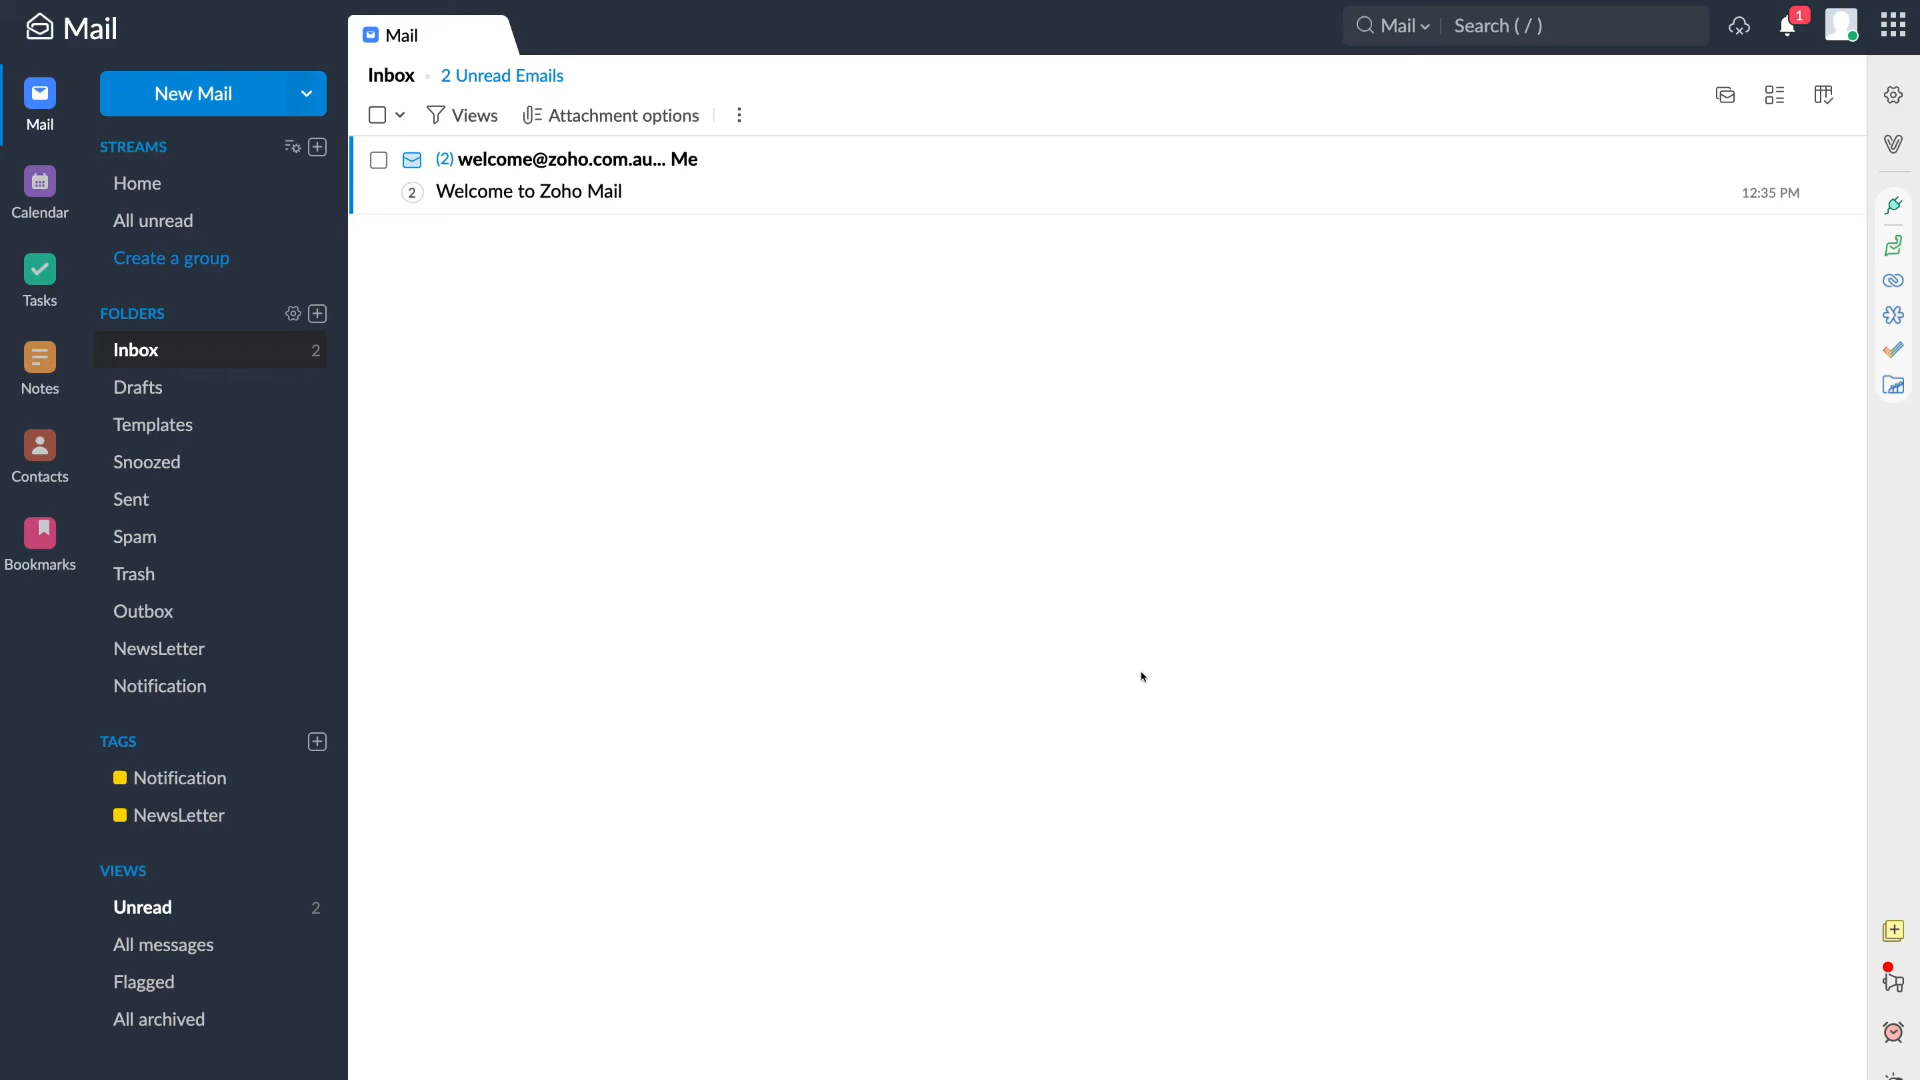 Mail
Mail
Mail
Search ( / )
1
Mail
Calendar
Tasks
Notes
Contacts
Bookmarks
New Mail
STREAMS
Home
All unread
Create a group
FOLDERS
Inbox 2
Drafts
Templates
Snoozed
Sent
Spam
Trash
Outbox
NewsLetter
Notification
TAGS
Notification
NewsLetter
VIEWS
Unread 2
All messages
Flagged
All archived
Inbox 2 Unread Emails
Views Attachment options
(2) welcome@zoho.com.au... Me
2 Welcome to Zoho Mail 12:35 PM